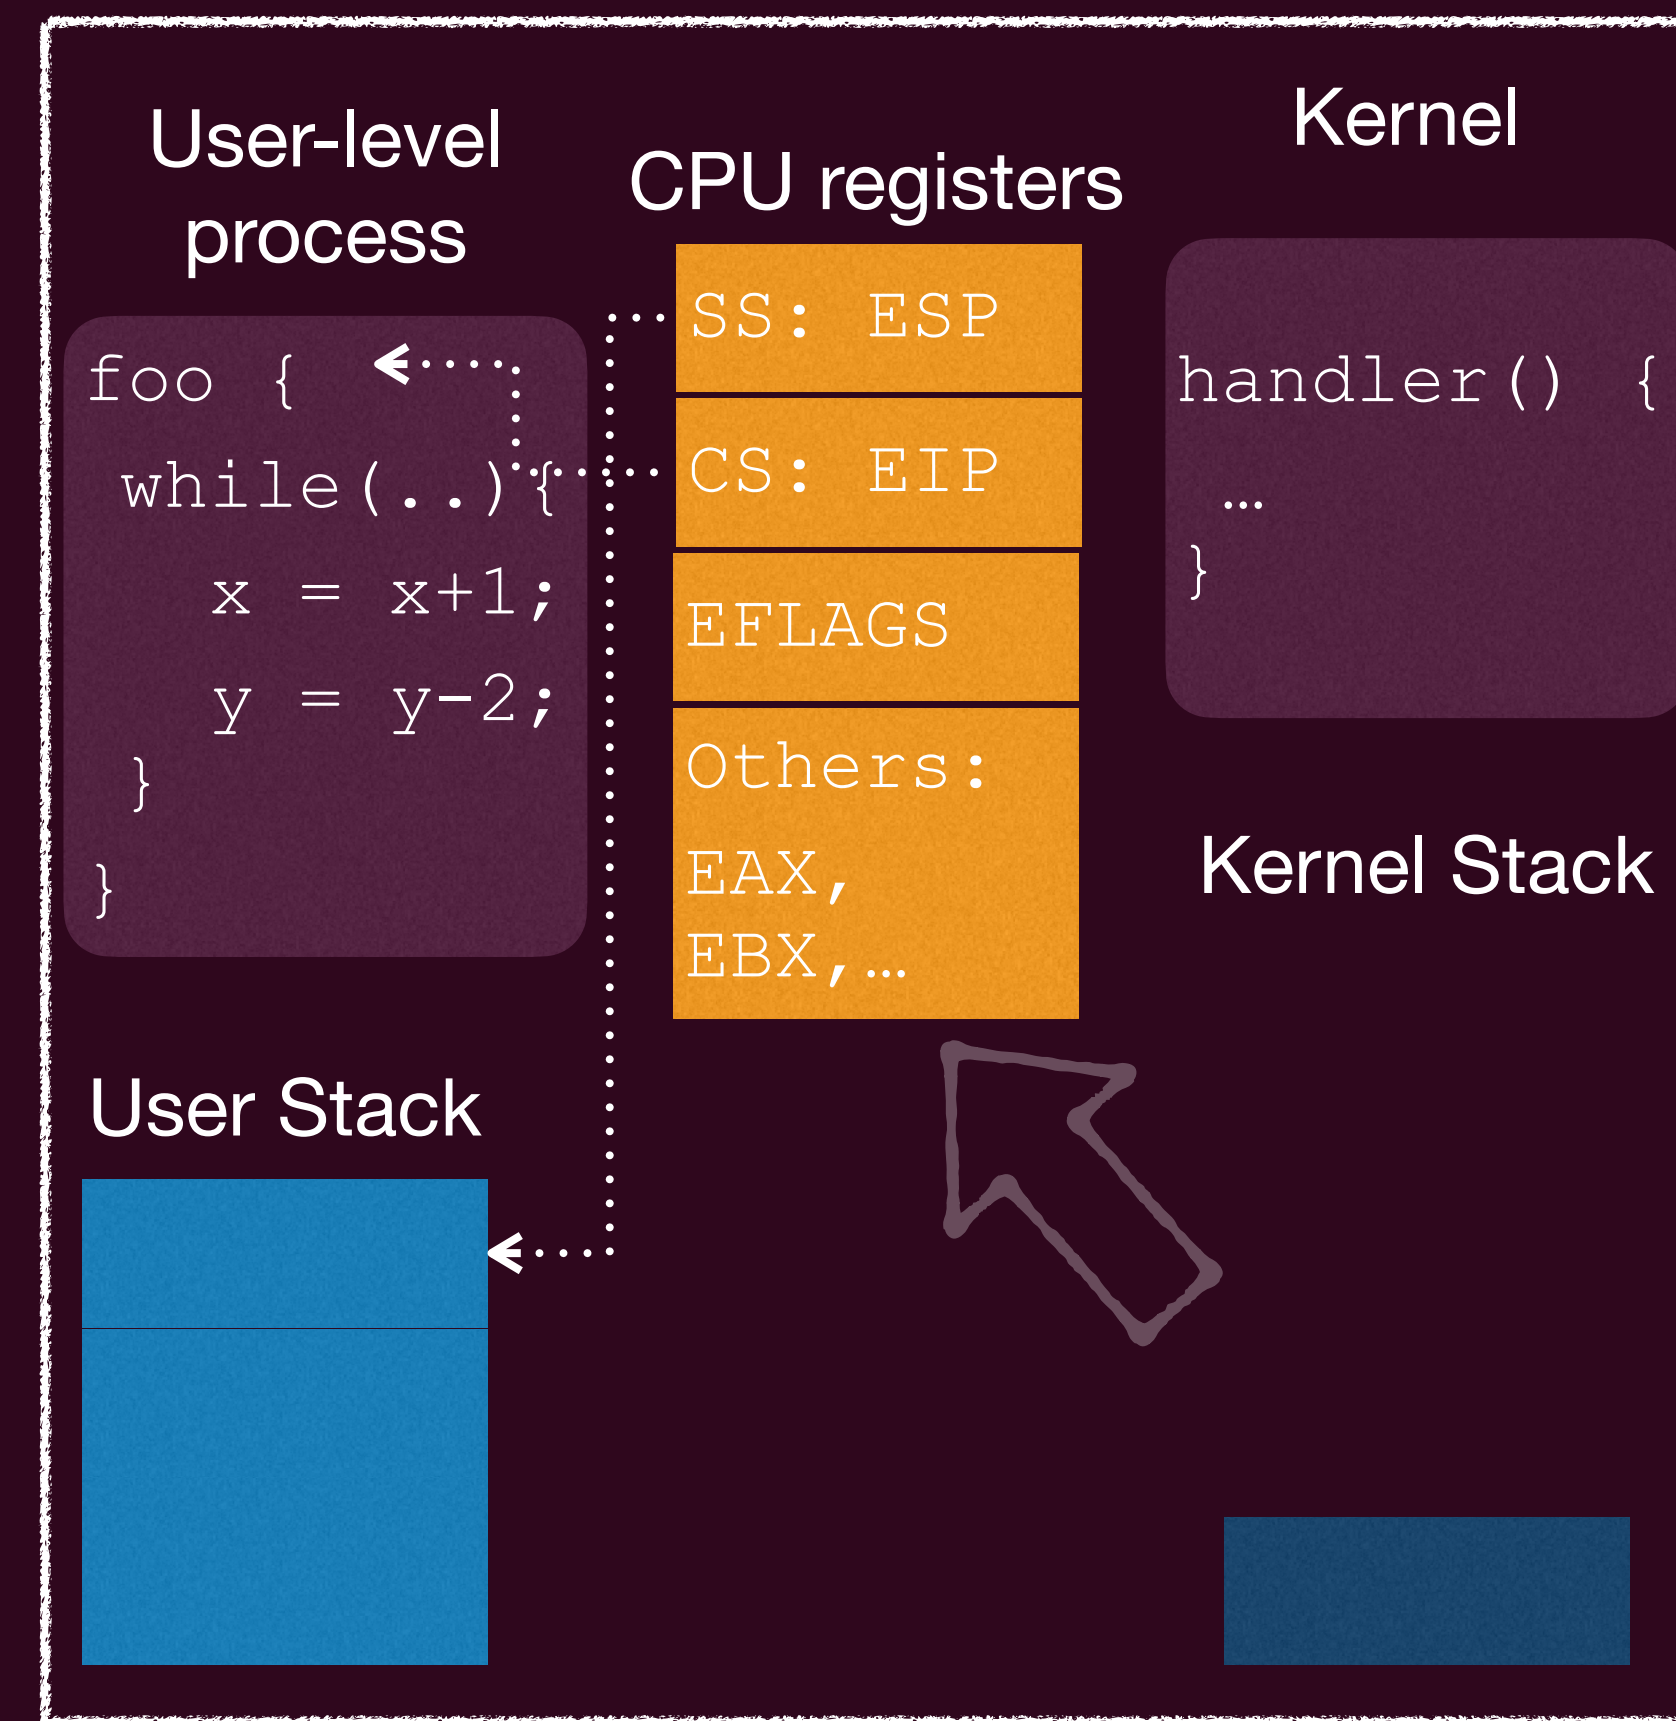 User-level
process
foo {
while(..){
x = x+1;
y = y-2;
}
}
User Stack
CPU registers
SS: ESP
CS: EIP
EFLAGS
Others:
EAX,
EBX,…
Kernel
handler() {
…
}
Kernel Stack